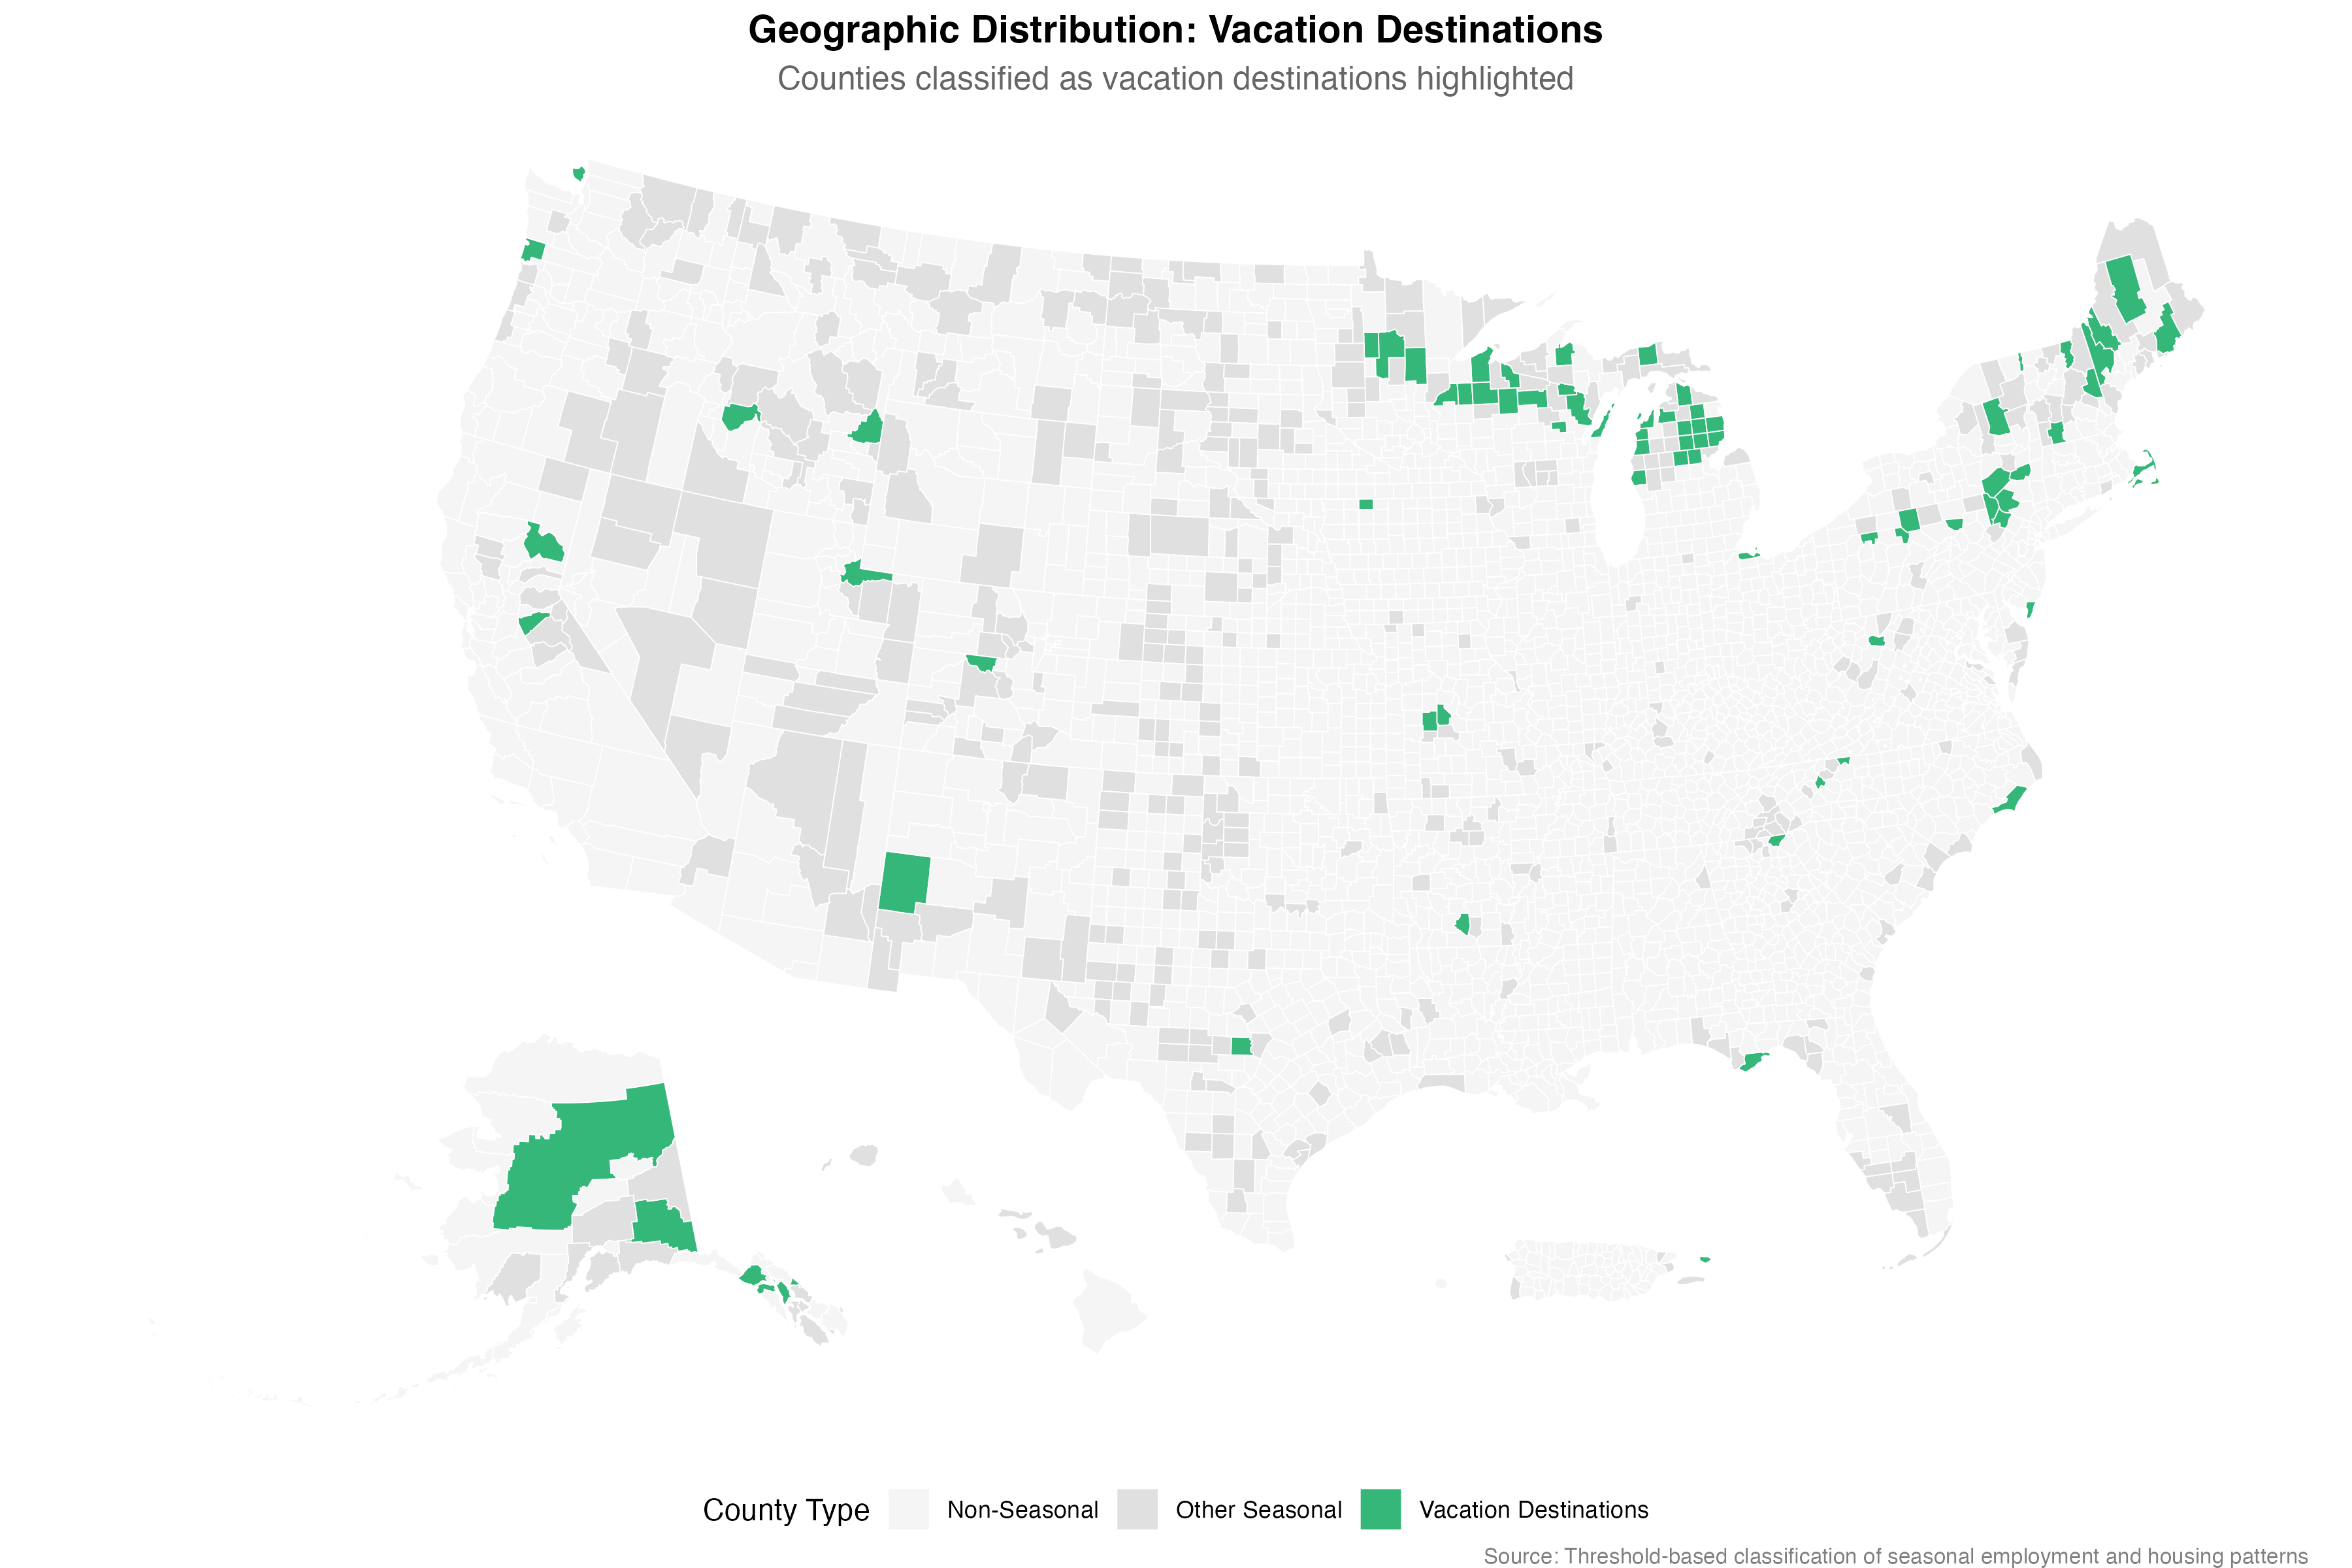 Geographic Distribution: Vacation Destinations
Counties classified as vacation destinations highlighted
County Type
Non-Seasonal
Other Seasonal
Vacation Destinations
Source: Threshold-based classification of seasonal employment and housing patterns